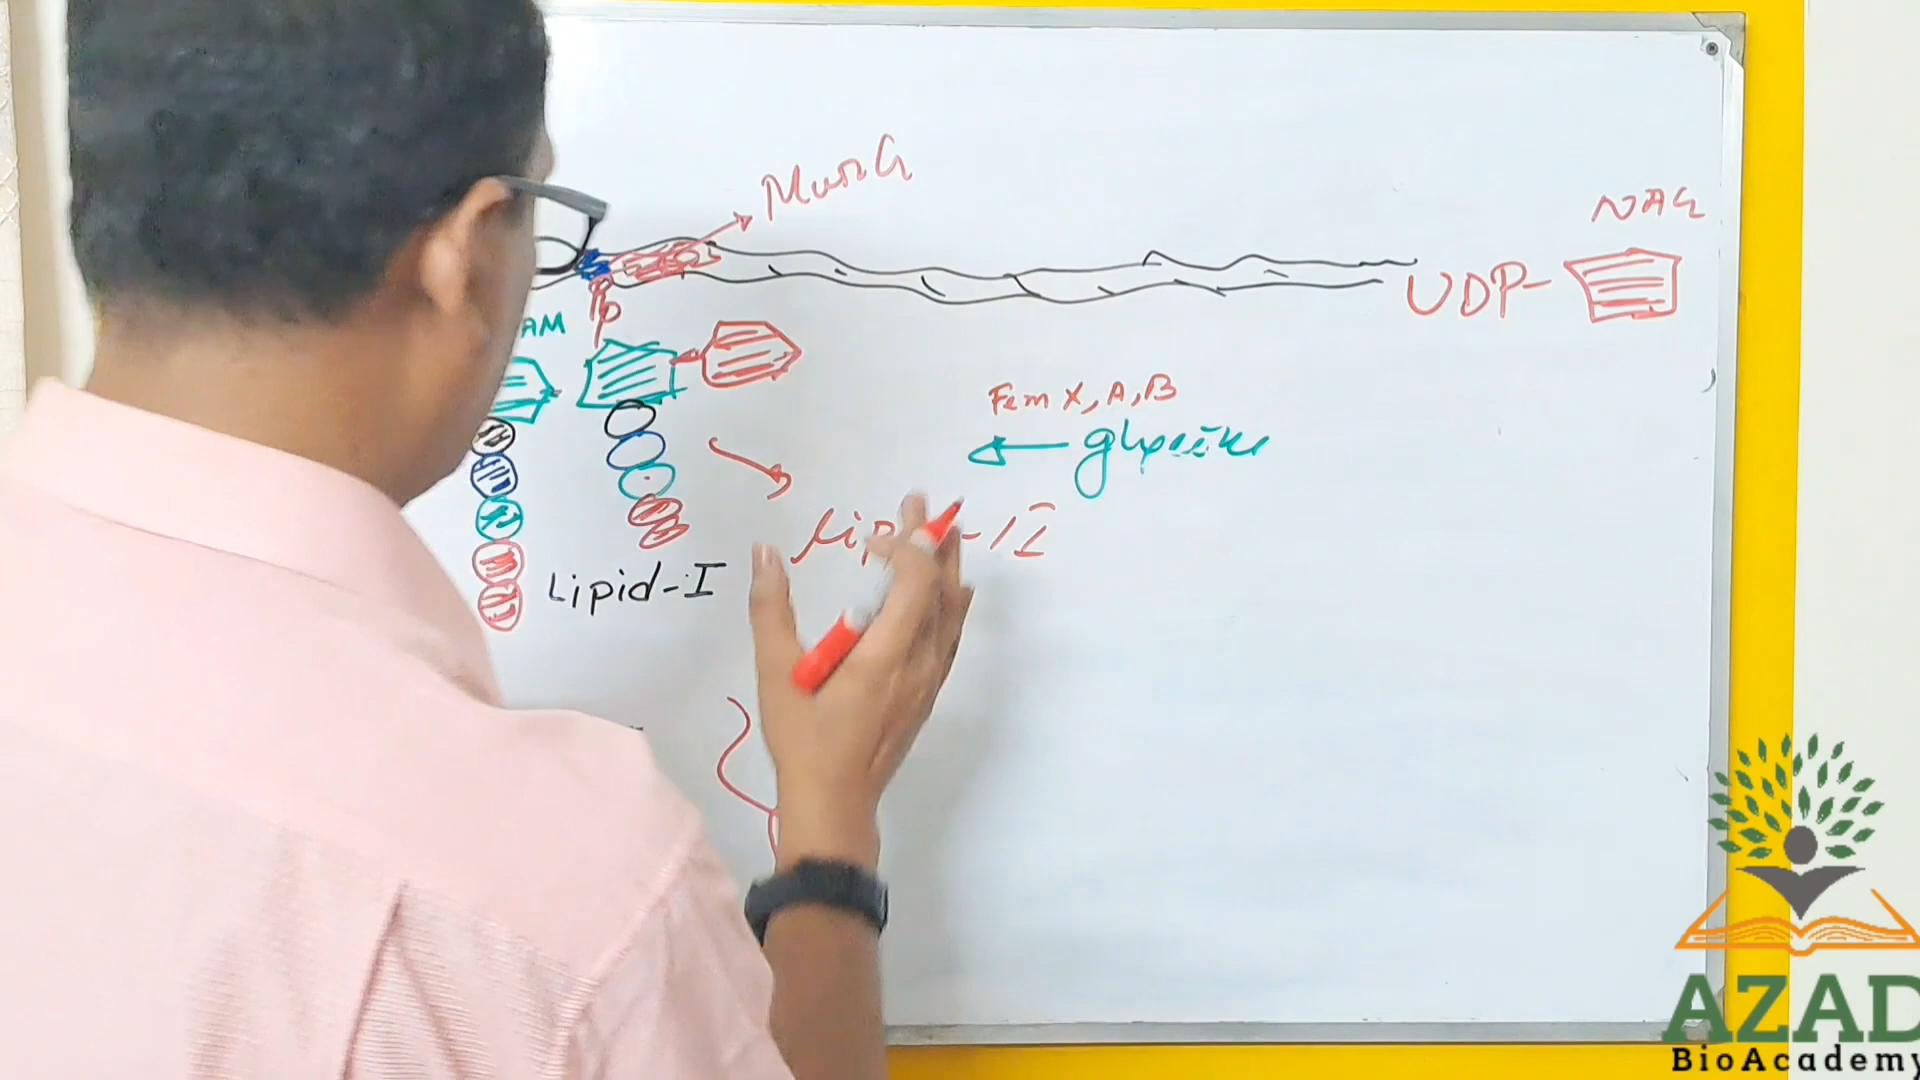 MurG
NAG
UDP-
P
AM
Fem X, A, B
glycine
Lipid-I
AZAD
BioAcademy